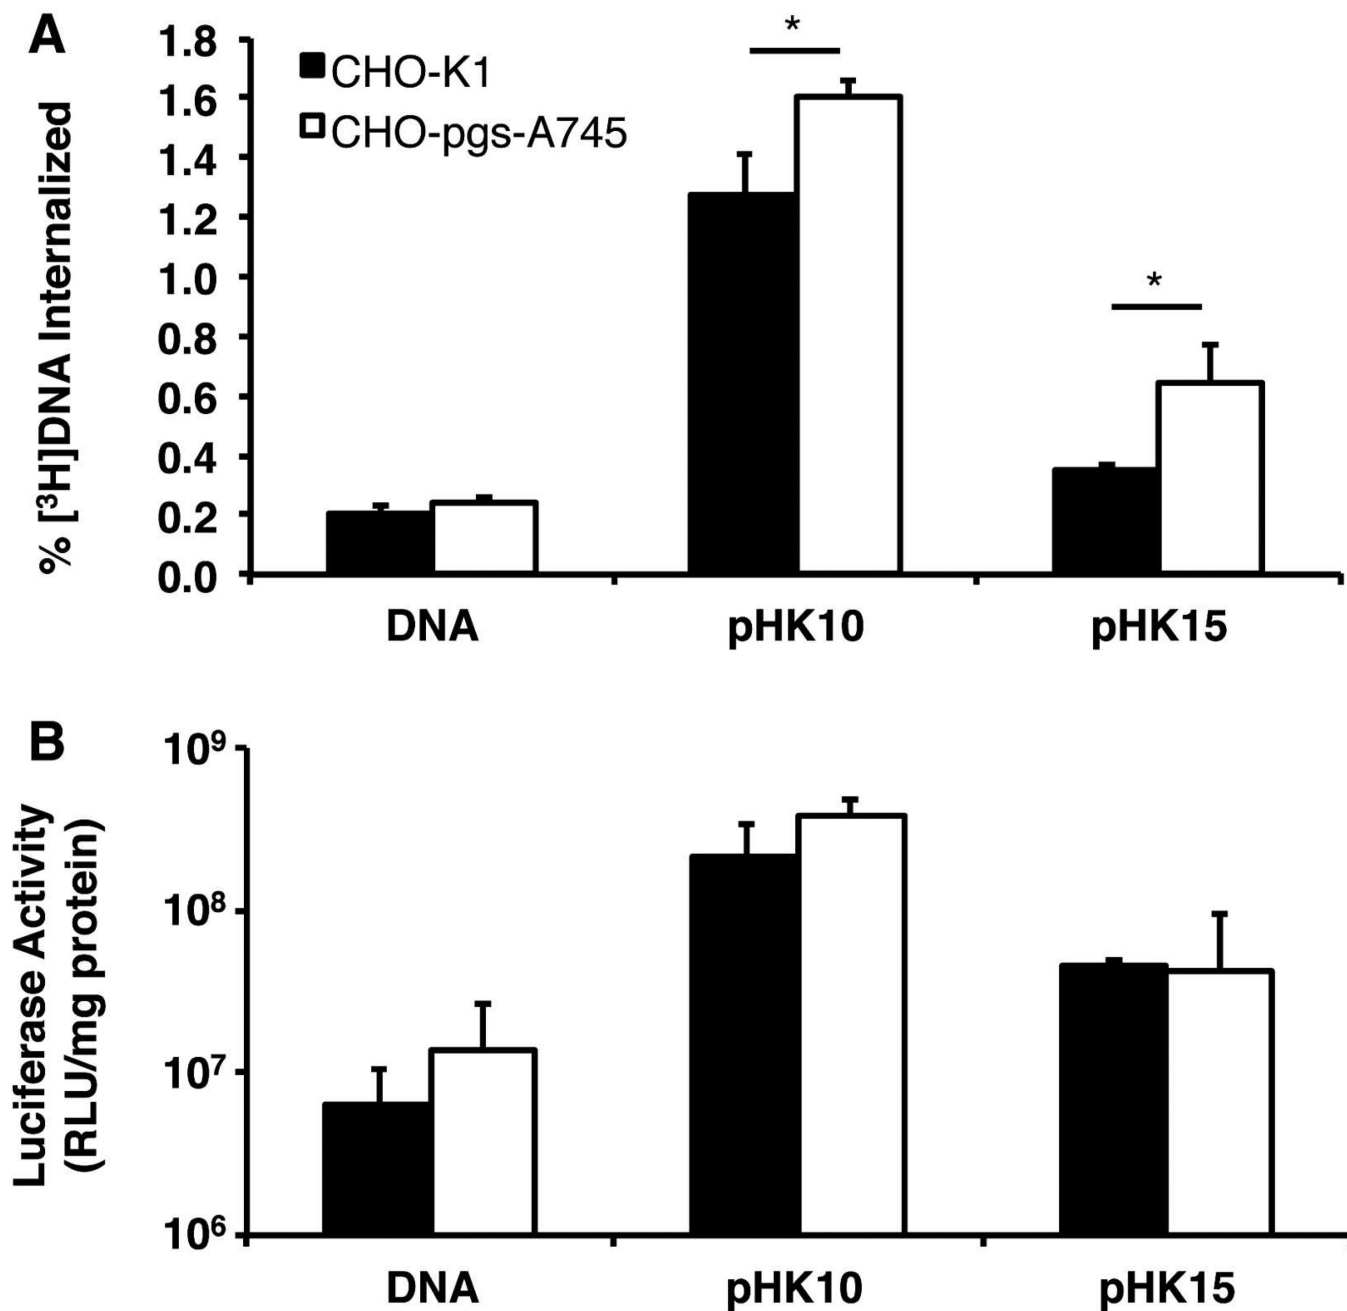 A
% [³H]DNA Internalized
1.8
1.6
1.4
1.2
1.0
0.8
0.6
0.4
0.2
0.0
CHO-K1
CHO-pgs-A745
*
*
DNA pHK10 pHK15
B
Luciferase Activity
(RLU/mg protein)
10⁹
10⁸
10⁷
10⁶
DNA pHK10 pHK15